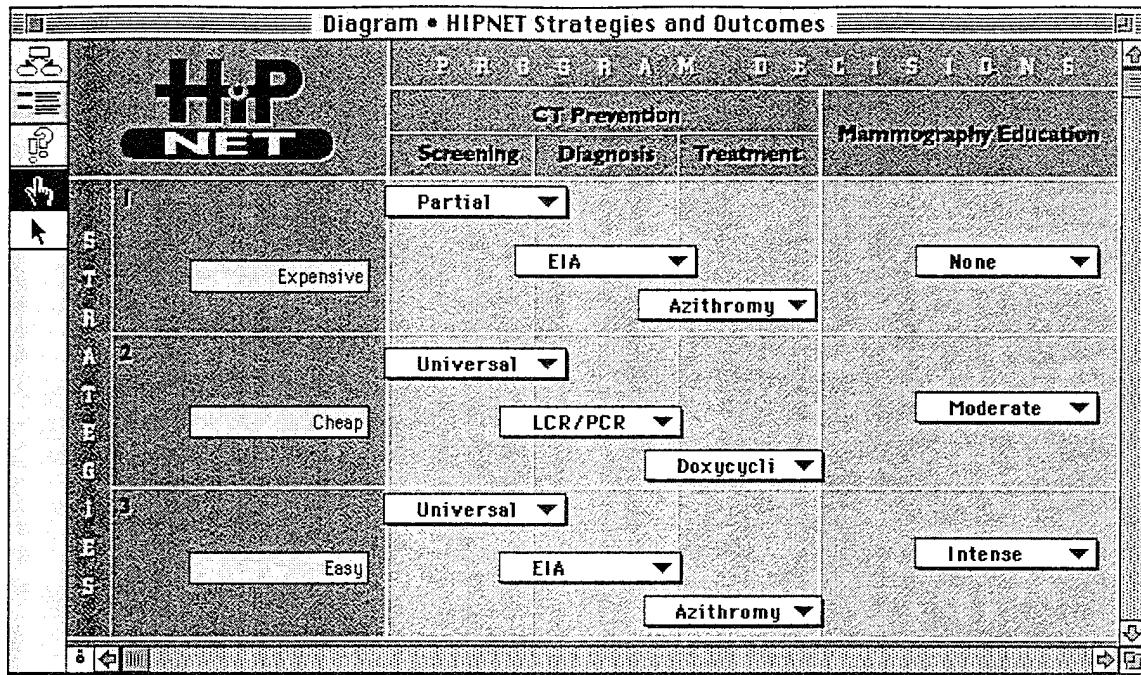 Diagram • HIPNET Strategies and Outcomes
HiP
NET
PROGRAM DECISIONS
CT Prevention
Mammography Education
Screening
Diagnosis
Treatment
STRATEGIES
1
Expensive
Partial
EIA
Azithromy
None
2
Cheap
Universal
LCR/PCR
Doxycycli
Moderate
3
Easy
Universal
EIA
Azithromy
Intense